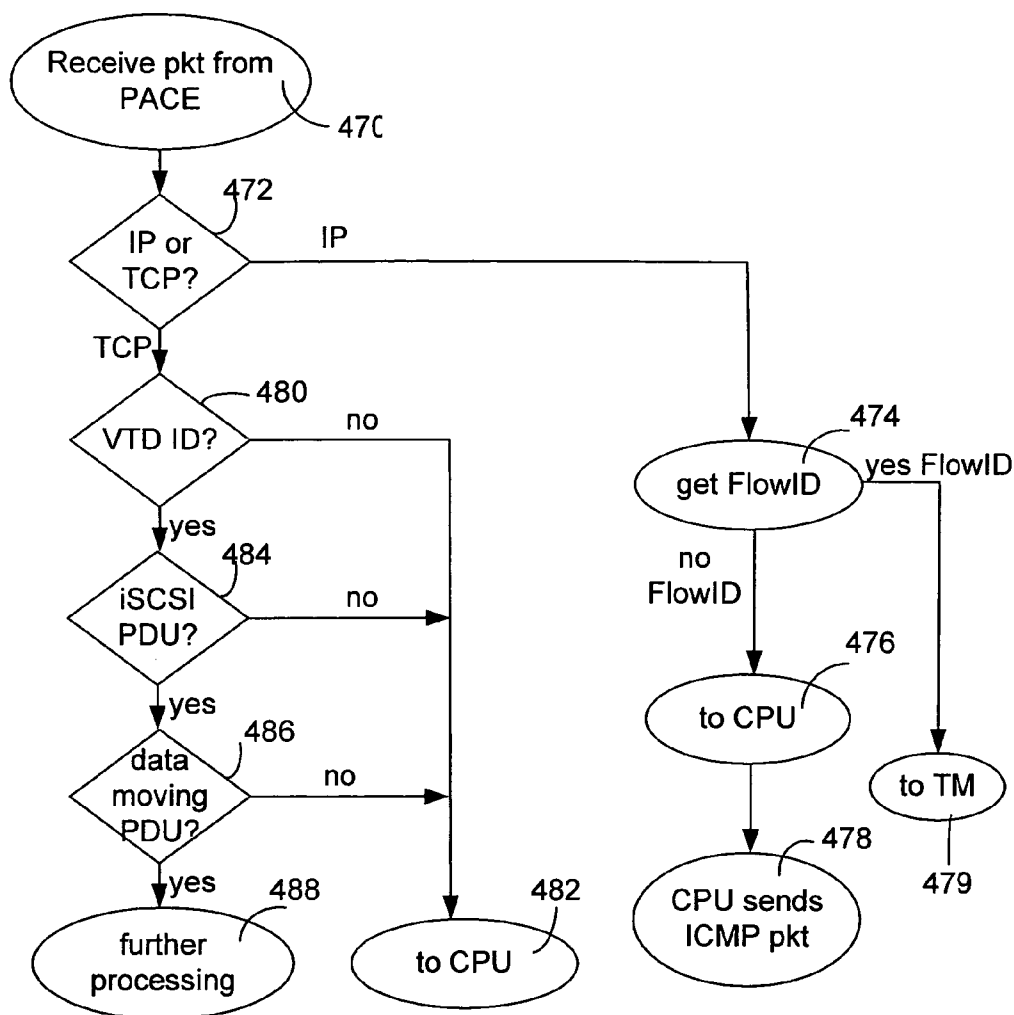 Receive pkt from
PACE
470
472
IP or
TCP?
IP
TCP
480
VTD ID?
no
474
get FlowID
yes FlowID
yes
484
iSCSI
PDU?
no
no
FlowID
476
to CPU
yes
486
data
moving
PDU?
no
to TM
479
478
CPU sends
ICMP pkt
yes
488
further
processing
482
to CPU